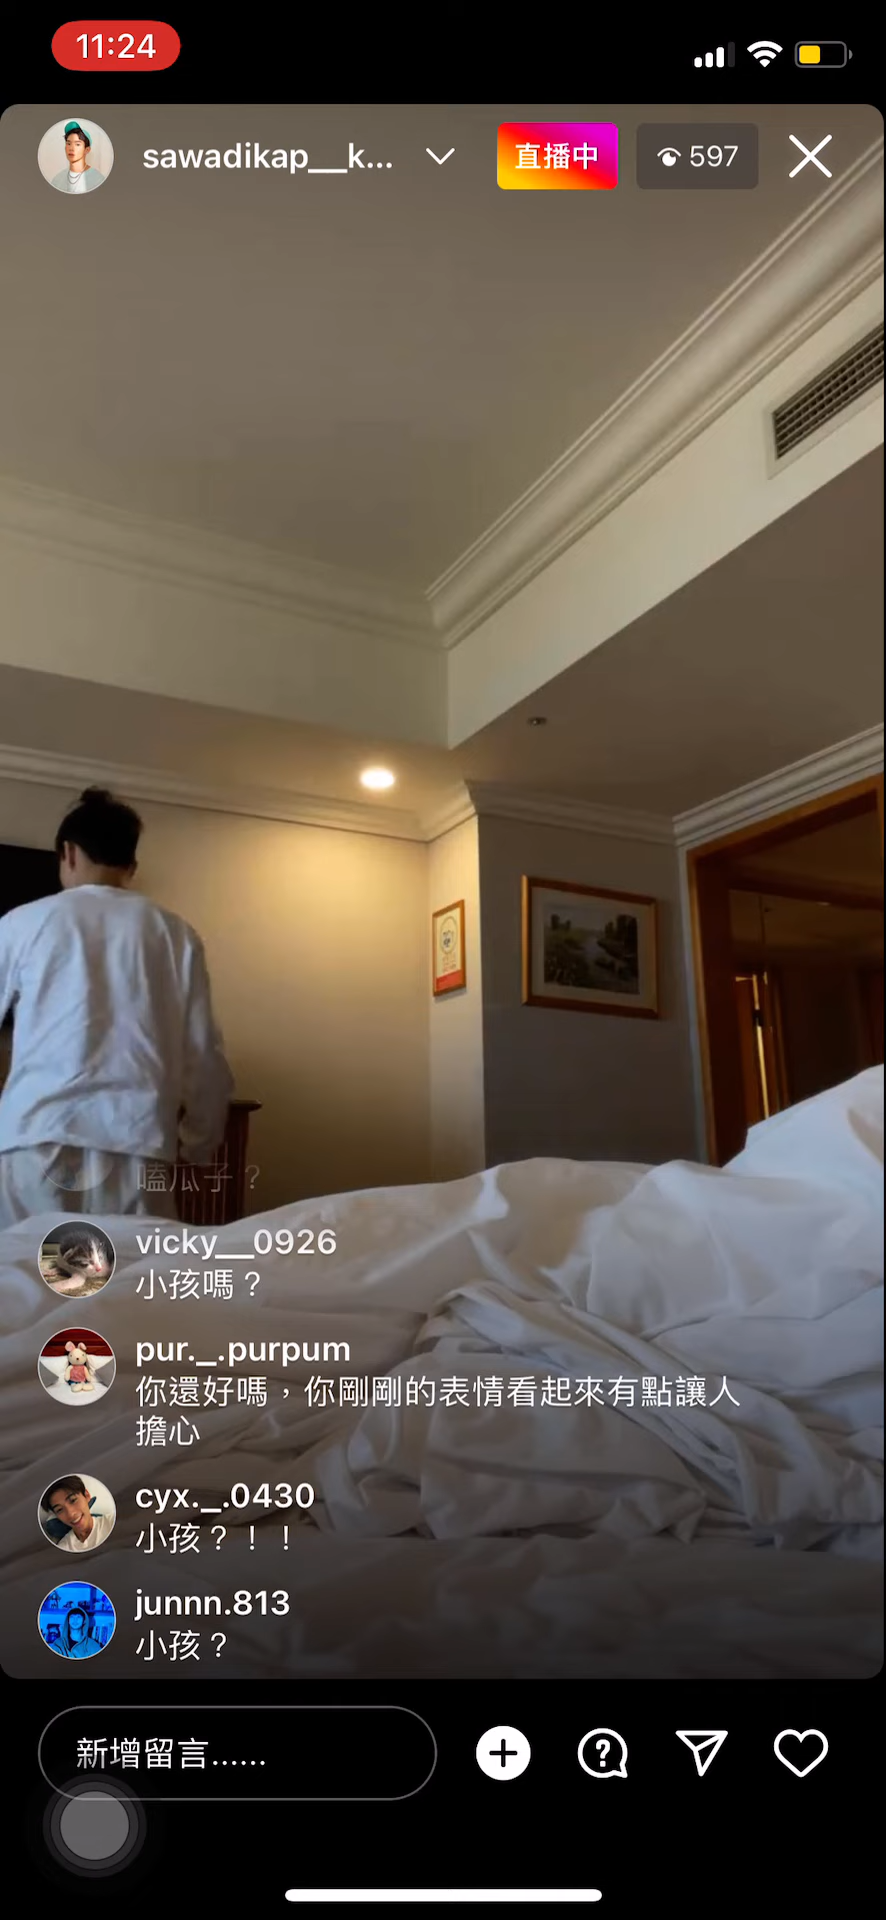 11:24
sawadikap__k...
直播中
597
嗑瓜子？
vicky__0926
小孩嗎？
pur._.purpum
你還好嗎，你剛剛的表情看起來有點讓人
擔心
cyx._.0430
小孩？！！
junnn.813
小孩？
新增留言......